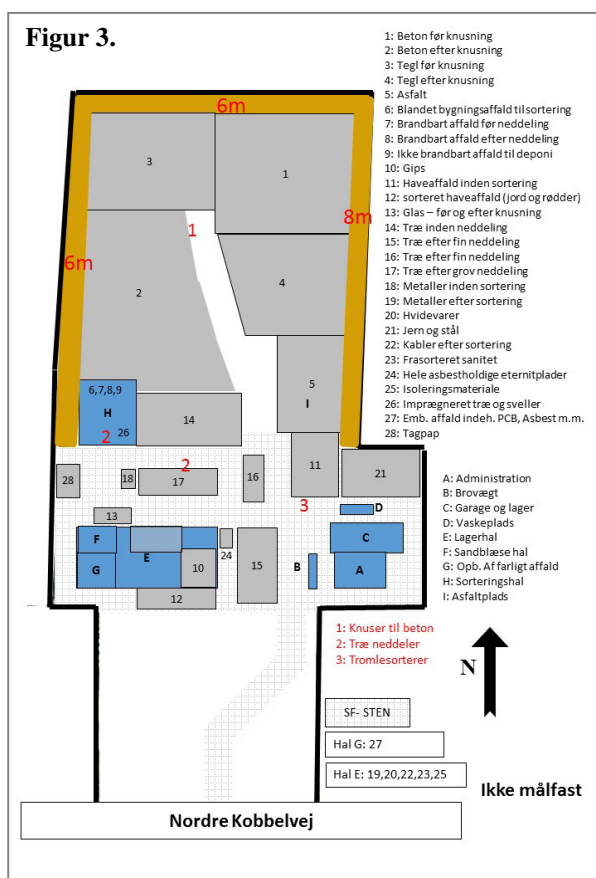 Figur 3.
1: Beton før knusning
2: Beton efter knusning
3: Tegl før knusning
4: Tegl efter knusning
5: Asfalt
6: Blandet bygningsaffald til sortering
7: Brandbart affald før neddeling
8: Brandbart affald efter neddeling
9: Ikke brandbart affald til deponi
10: Gips
11: Haveaffald inden sortering
12: sorteret haveaffald (jord og rødder)
13: Glas – før og efter knusning
14: Træ inden neddeling
15: Træ efter fin neddeling
16: Træ efter fin neddeling
17: Træ efter grov neddeling
18: Metaller inden sortering
19: Metaller efter sortering
20: Hvidevarer
21: Jern og stål
22: Kabler efter sortering
23: Frasorteret sanitet
24: Hele asbestholdige eternitplader
25: Isoleringsmateriale
26: Imprægneret træ og sveller
27: Emb. affald indeh. PCB, Asbest m.m.
28: Tagpap
A: Administration
B: Brovægt
C: Garage og lager
D: Vaskeplads
E: Lagerhal
F: Sandblæse hal
G: Opb. Af farligt affald
H: Sorteringshal
I: Asfaltplads
6m
3
1
1
8m
6m
2
4
5
I
6,7,8,9
H
2
26
14
11
21
28
18
2
17
16
3
13
D
F
E
24
C
G
10
15
B
A
12
1: Knuser til beton
2: Træ neddeler
3: Tromlesorterer
N
SF- STEN
Hal G: 27
Hal E: 19,20,22,23,25
Ikke målfast
Nordre Kobbelvej